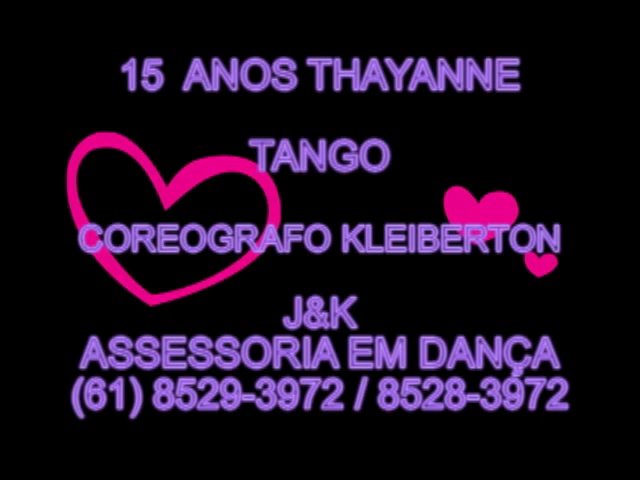 15 ANOS THAYANNE
TANGO
COREOGRAFO KLEIBERTON
J&K
ASSESSORIA EM DANÇA
(61) 8529-3972 / 8528-3972